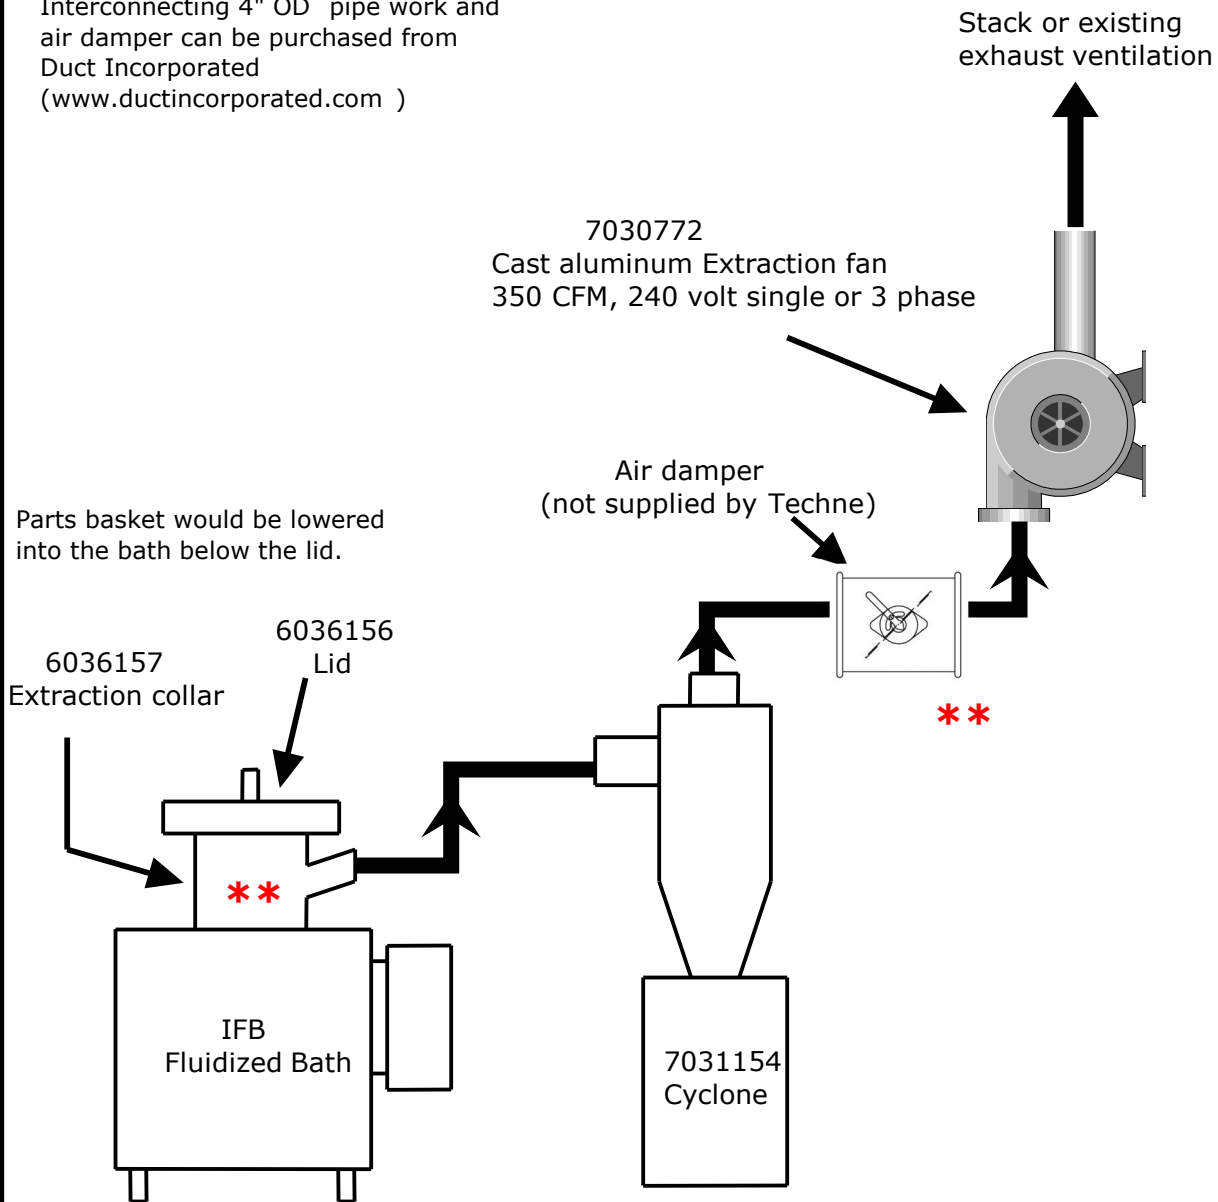 Interconnecting 4" OD pipe work and
air damper can be purchased from
Duct Incorporated
(www.ductincorporated.com )
Stack or existing
exhaust ventilation
7030772
Cast aluminum Extraction fan
350 CFM, 240 volt single or 3 phase
Air damper
(not supplied by Techne)
Parts basket would be lowered
into the bath below the lid.
6036156
Lid
6036157
Extraction collar
**
**
IFB
Fluidized Bath
7031154
Cyclone